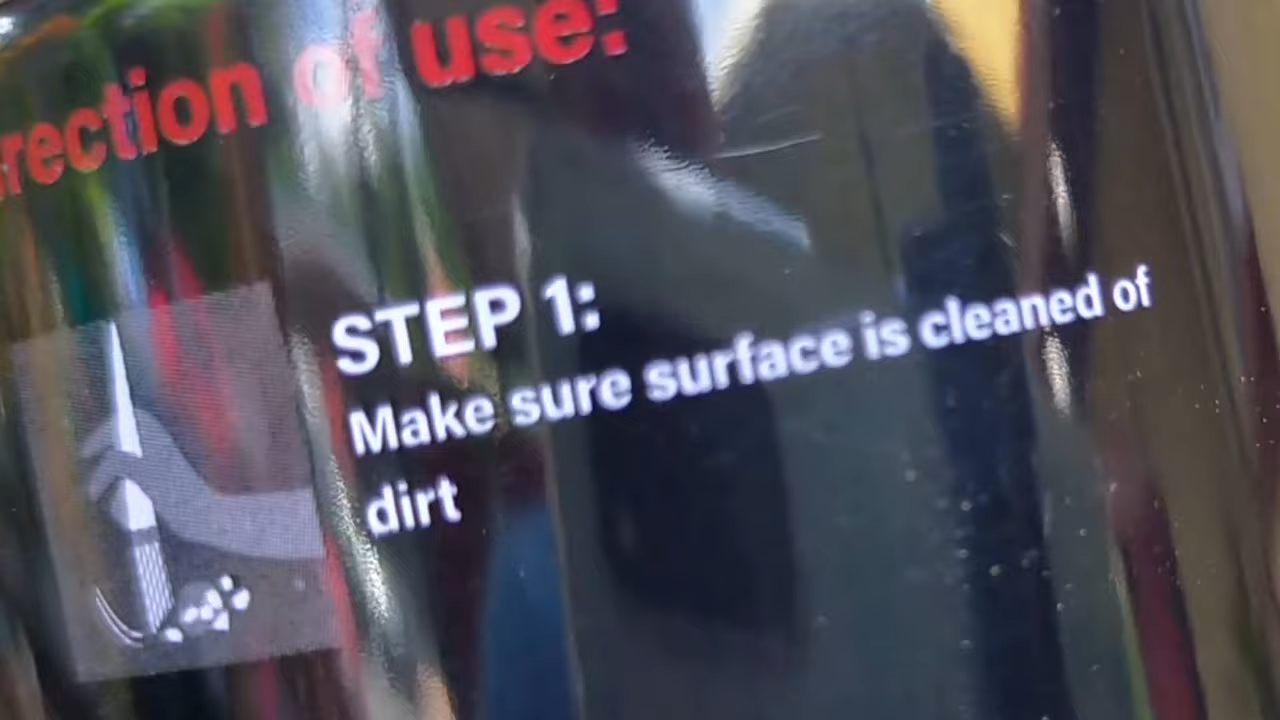 rection of use:
STEP 1:
Make sure surface is cleaned of
dirt